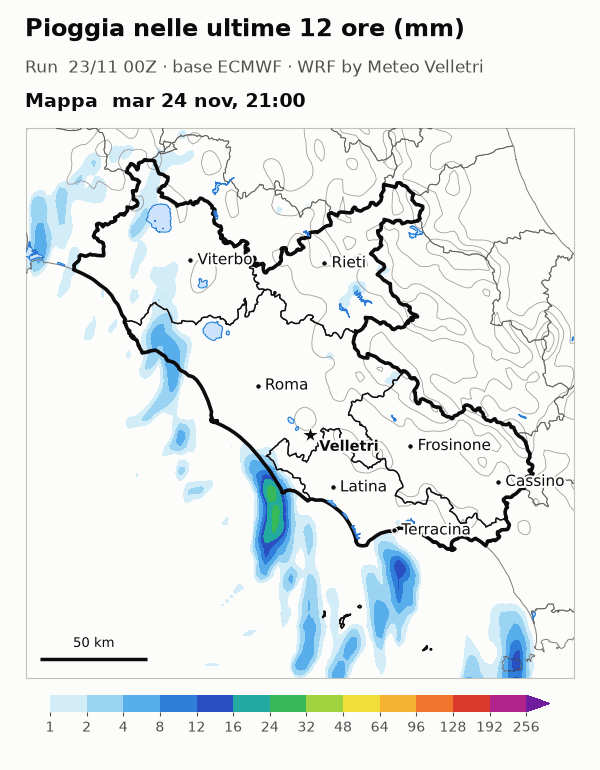 Pioggia nelle ultime 12 ore (mm)
Run  23/11 00Z · base ECMWF · WRF by Meteo Velletri
Mappa  mar 24 nov, 21:00
Viterbo
Rieti
Roma
Velletri
Frosinone
Cassino
Latina
Terracina
50 km
1 2 4 8 12 16 24 32 48 64 96 128 192 256